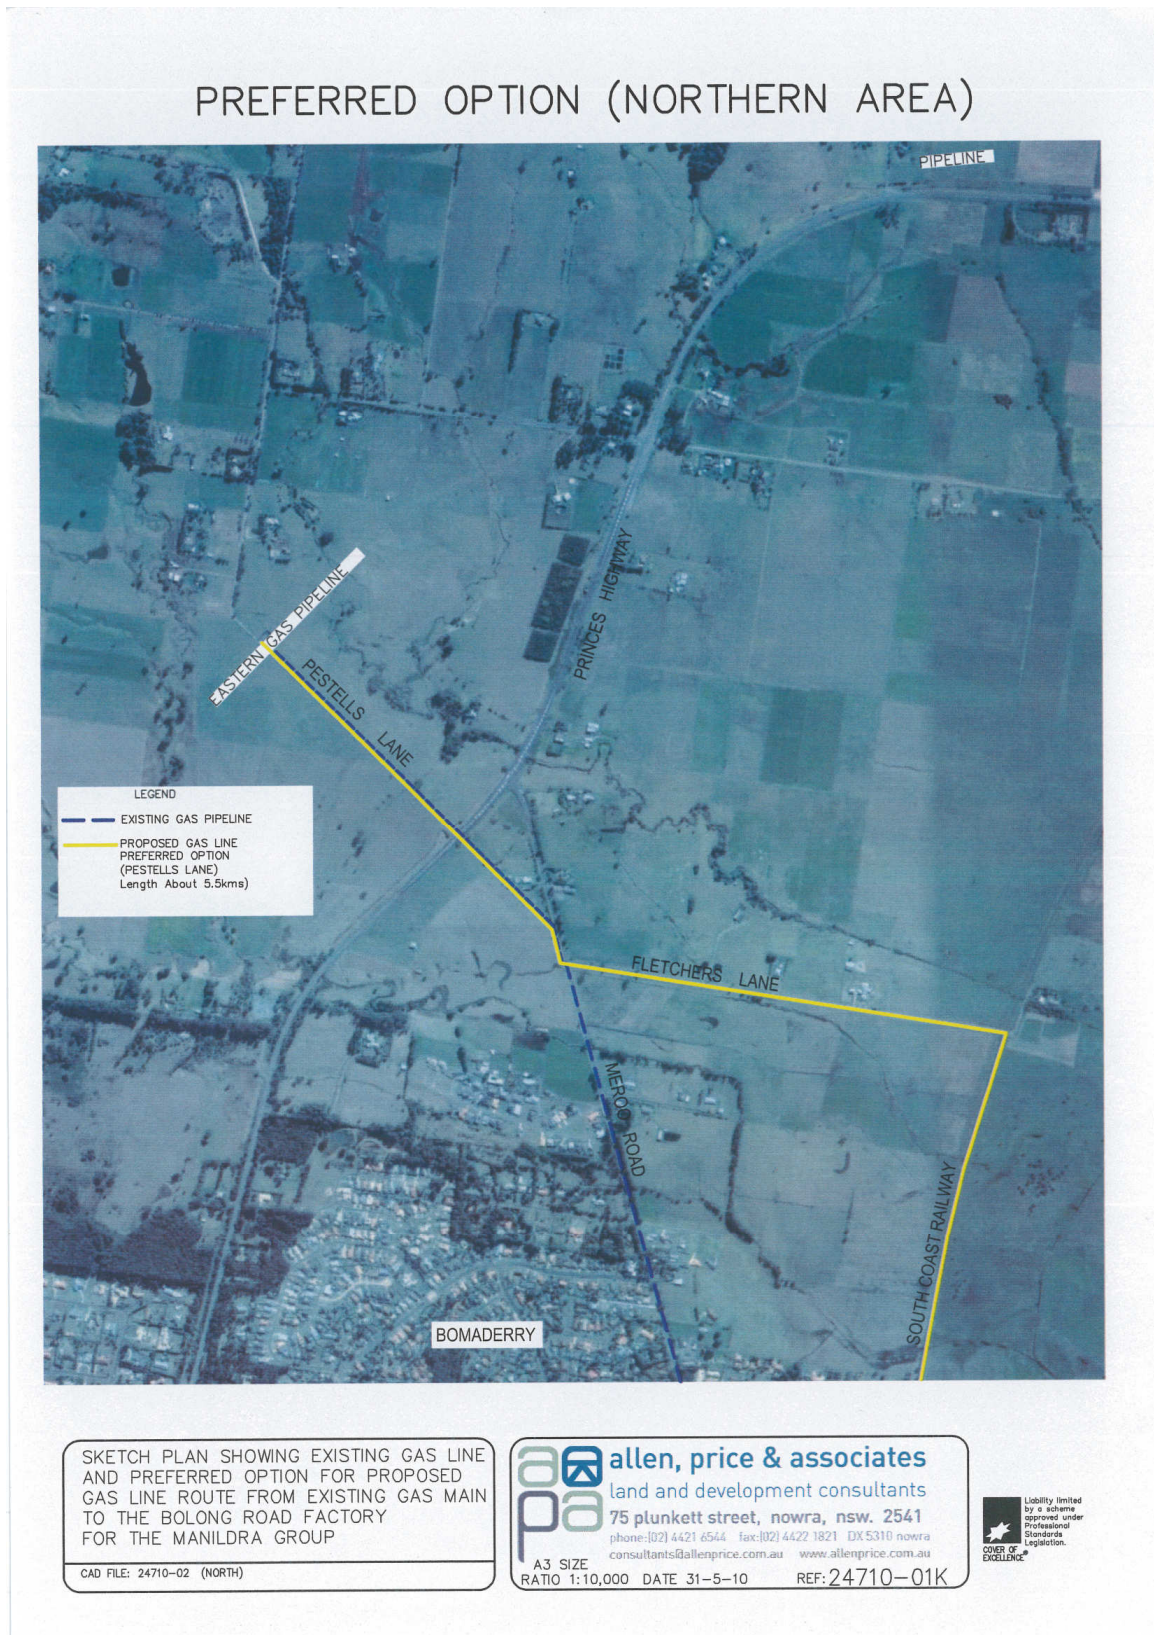 PREFERRED OPTION (NORTHERN AREA)
PIPELINE
PRINCES HIGHWAY
EASTERN GAS PIPELINE
PESTELLS LANE
LEGEND
EXISTING GAS PIPELINE
PROPOSED GAS LINE
PREFERRED OPTION
(PESTELLS LANE)
Length About 5.5kms)
FLETCHERS LANE
MEROO ROAD
SOUTH COAST RAILWAY
BOMADERRY
SKETCH PLAN SHOWING EXISTING GAS LINE
AND PREFERRED OPTION FOR PROPOSED
GAS LINE ROUTE FROM EXISTING GAS MAIN
TO THE BOLONG ROAD FACTORY
FOR THE MANILDRA GROUP
CAD FILE: 24710-02 (NORTH)
allen, price & associates
land and development consultants
75 plunkett street, nowra, nsw. 2541
phone:(02) 4421 6544 fax:(02) 4422 1821 DX 5310 nowra
consultants@allenprice.com.au www.allenprice.com.au
A3 SIZE
RATIO 1:10,000 DATE 31-5-10 REF: 24710-01K
Liability limited
by a scheme
approved under
Professional
Standards
Legislation.
COVER OF
EXCELLENCE